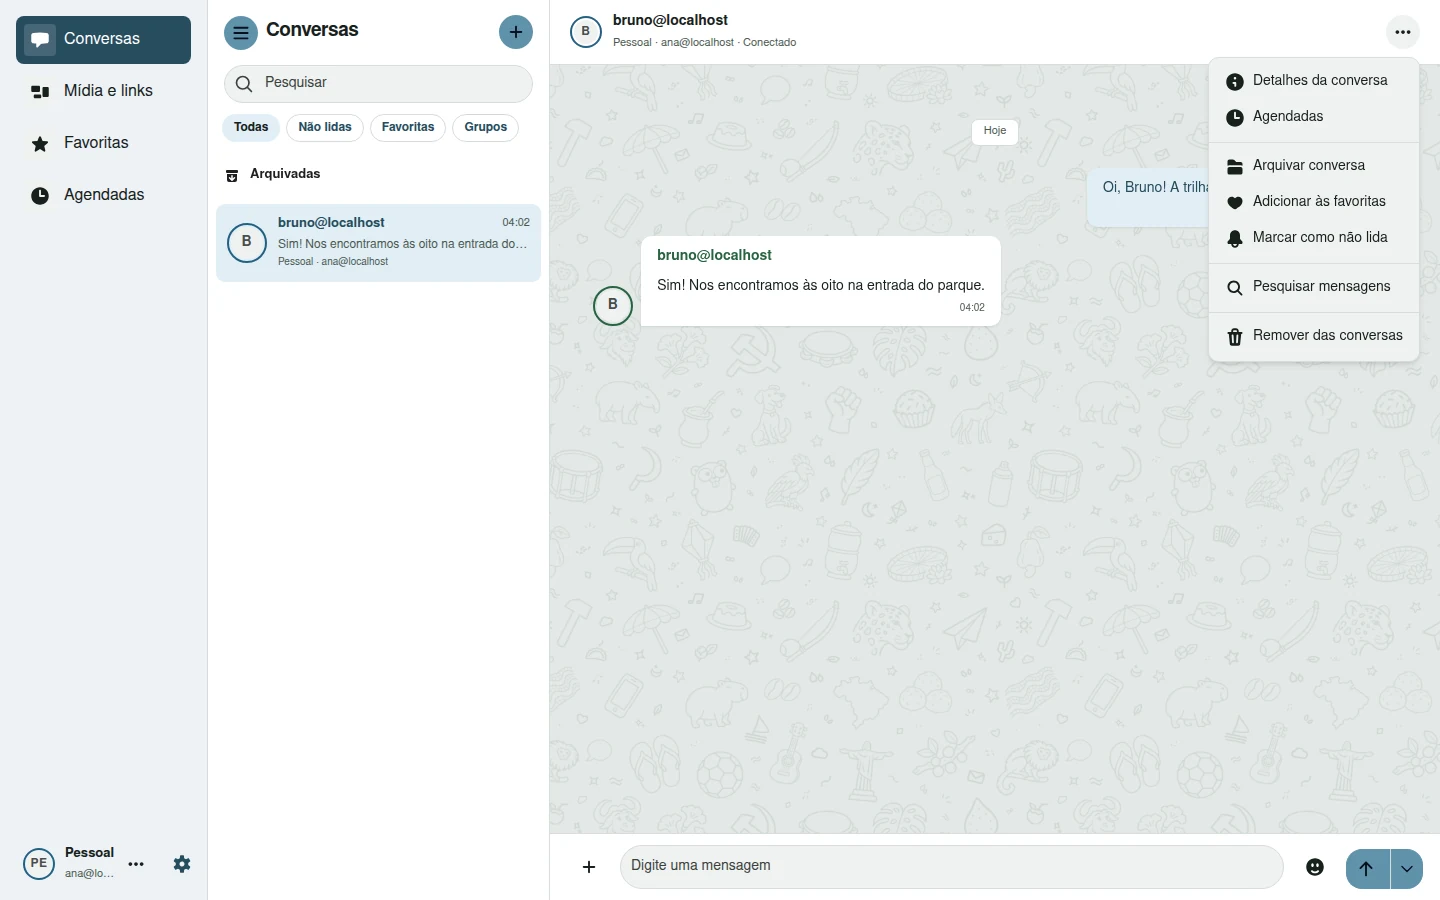 Conversas
Mídia e links
Favoritas
Agendadas
PE
Pessoal
ana@lo...
Conversas
Pesquisar
Todas
Não lidas
Favoritas
Grupos
Arquivadas
B
bruno@localhost
04:02
Sim! Nos encontramos às oito na entrada do...
Pessoal · ana@localhost
B
bruno@localhost
Pessoal · ana@localhost · Conectado
Hoje
Oi, Bruno! A trilha
bruno@localhost
Sim! Nos encontramos às oito na entrada do parque.
04:02
B
Detalhes da conversa
Agendadas
Arquivar conversa
Adicionar às favoritas
Marcar como não lida
Pesquisar mensagens
Remover das conversas
Digite uma mensagem